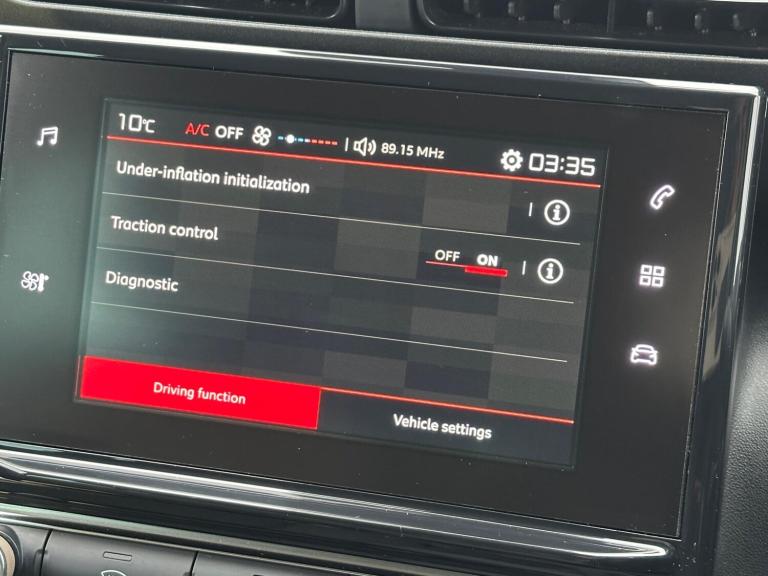 10°C A/C OFF 89.15 MHz 03:35
Under-inflation initialization
Traction control OFF ON
Diagnostic
Driving function Vehicle settings